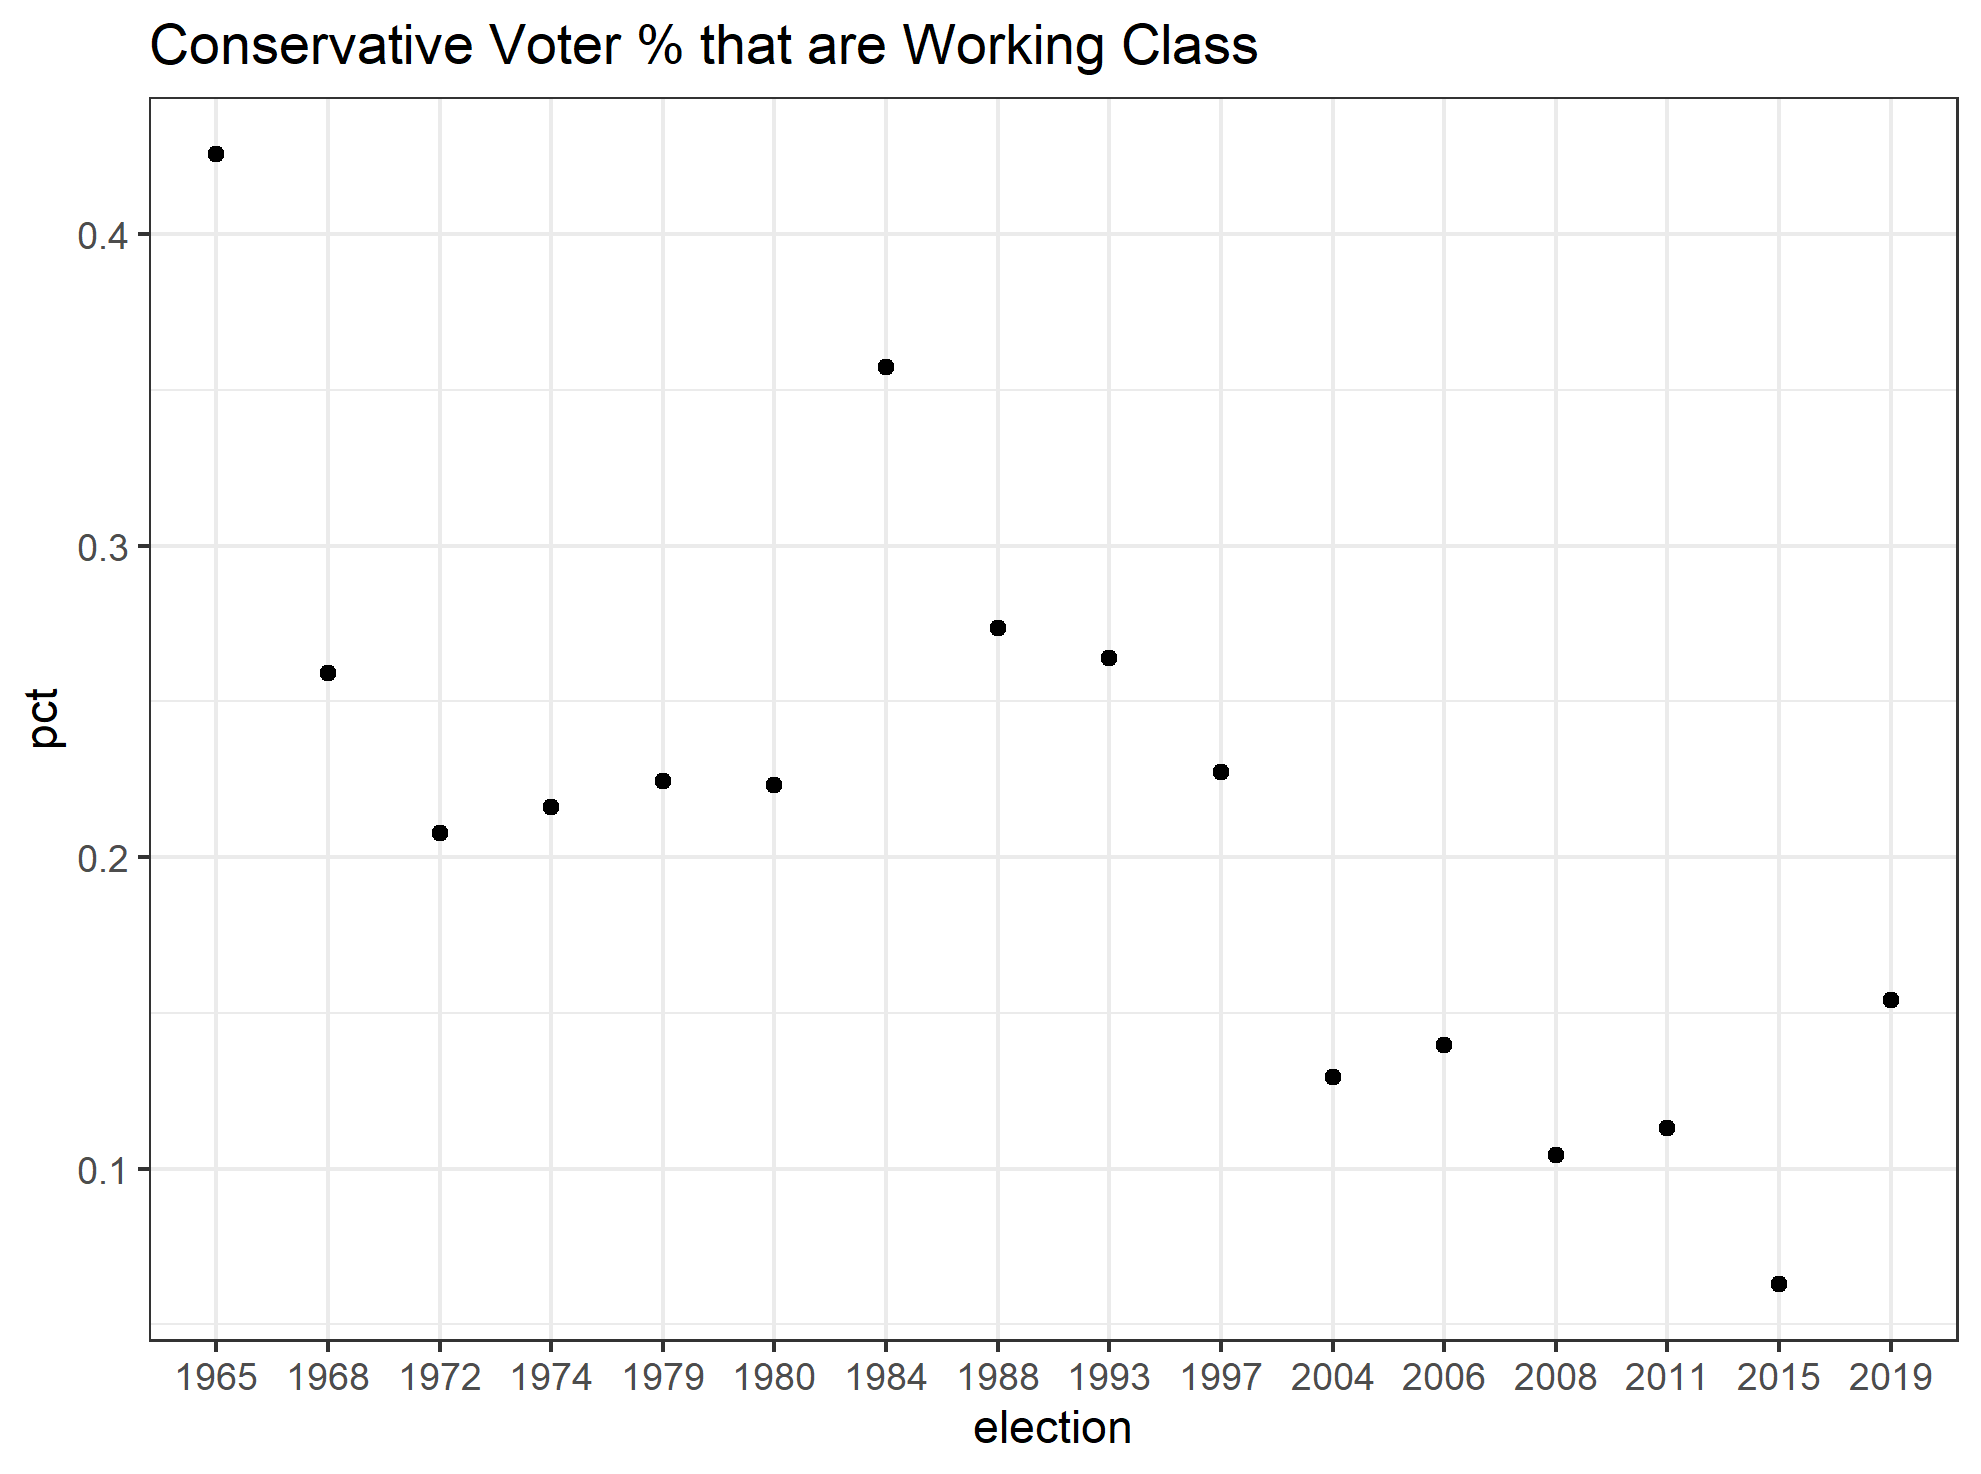 Conservative Voter % that are Working Class
0.4
0.3
0.2
0.1
pct
1965 1968 1972 1974 1979 1980 1984 1988 1993 1997 2004 2006 2008 2011 2015 2019
election